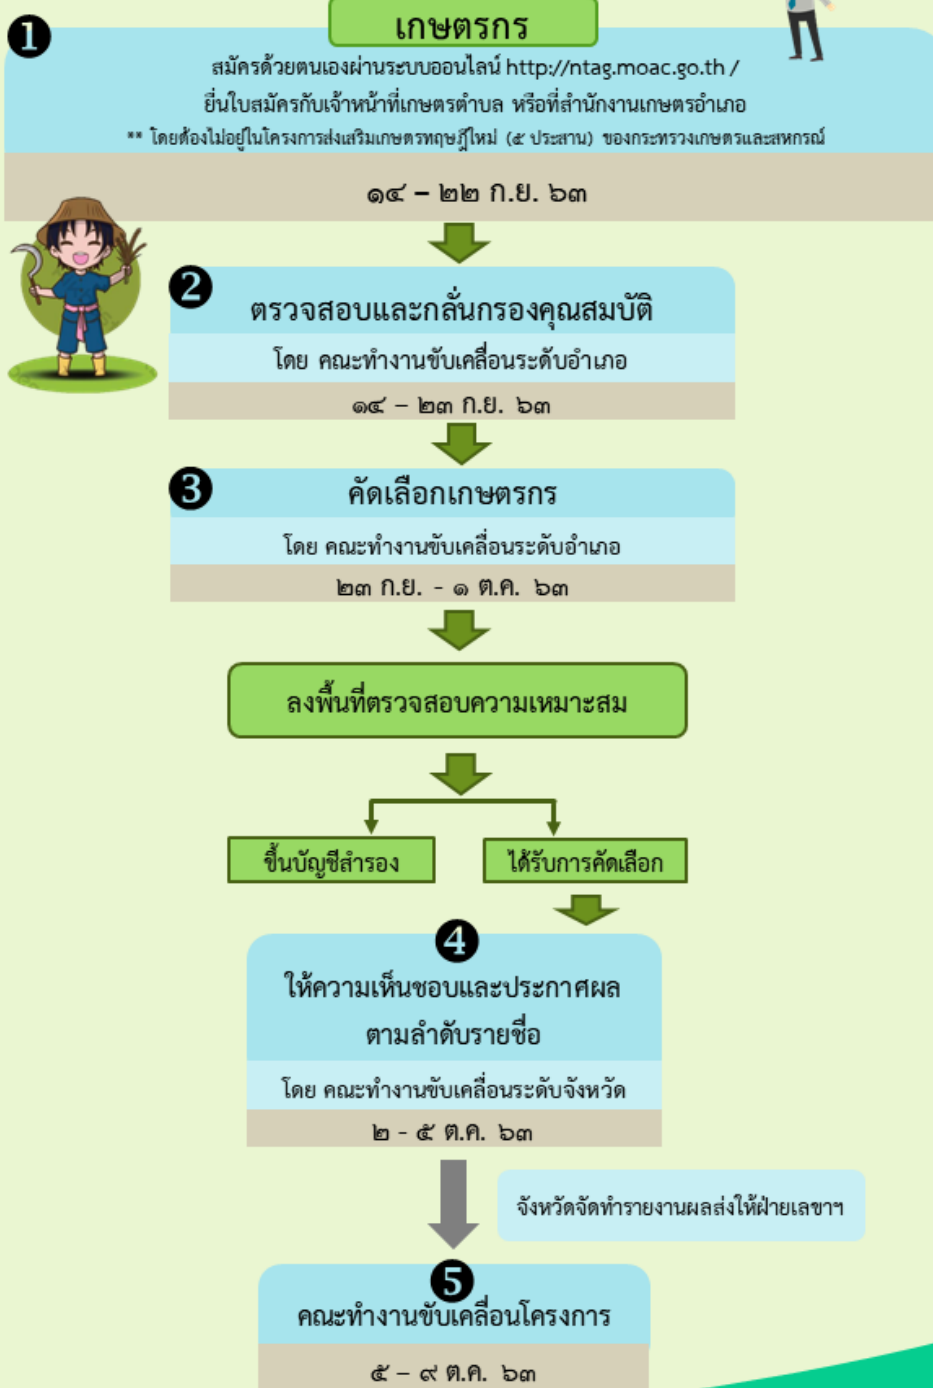 เกษตรกร
1
สมัครด้วยตนเองผ่านระบบออนไลน์ http://ntag.moac.go.th /
ยื่นใบสมัครกับเจ้าหน้าที่เกษตรตำบล หรือที่สำนักงานเกษตรอำเภอ
** โดยต้องไม่อยู่ในโครงการส่งเสริมเกษตรทฤษฎีใหม่ (๕ ประสาน) ของกระทรวงเกษตรและสหกรณ์
๑๔ – ๒๒ ก.ย. ๖๓
2
ตรวจสอบและกลั่นกรองคุณสมบัติ
โดย คณะทำงานขับเคลื่อนระดับอำเภอ
๑๔ – ๒๓ ก.ย. ๖๓
3
คัดเลือกเกษตรกร
โดย คณะทำงานขับเคลื่อนระดับอำเภอ
๒๓ ก.ย. - ๑ ต.ค. ๖๓
ลงพื้นที่ตรวจสอบความเหมาะสม
ขึ้นบัญชีสำรอง
ได้รับการคัดเลือก
4
ให้ความเห็นชอบและประกาศผล
ตามลำดับรายชื่อ
โดย คณะทำงานขับเคลื่อนระดับจังหวัด
๒ - ๕ ต.ค. ๖๓
จังหวัดจัดทำรายงานผลส่งให้ฝ่ายเลขาฯ
5
คณะทำงานขับเคลื่อนโครงการ
๕ – ๙ ต.ค. ๖๓